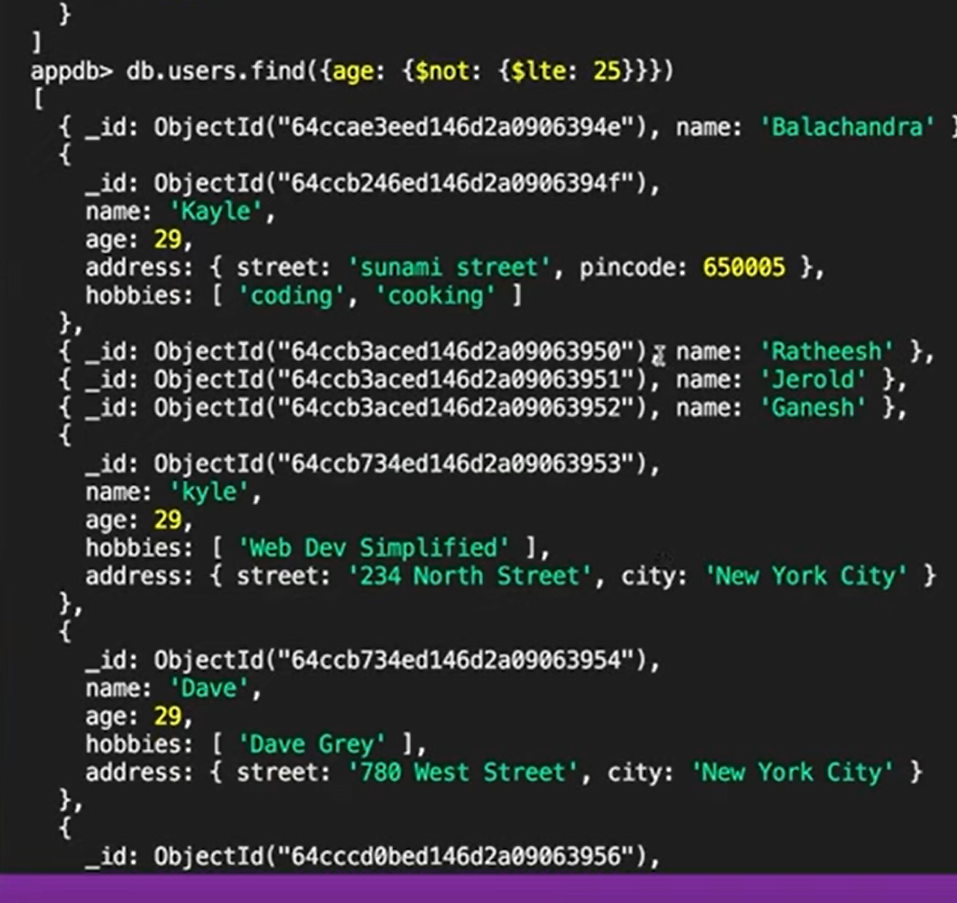 }
]
appdb> db.users.find({age: {$not: {$lte: 25}}})
[
{ _id: ObjectId("64ccae3eed146d2a0906394e"), name: 'Balachandra' }
{
_id: ObjectId("64ccb246ed146d2a0906394f"),
name: 'Kayle',
age: 29,
address: { street: 'sunami street', pincode: 650005 },
hobbies: [ 'coding', 'cooking' ]
},
{ _id: ObjectId("64ccb3aced146d2a09063950"), name: 'Ratheesh' },
{ _id: ObjectId("64ccb3aced146d2a09063951"), name: 'Jerold' },
{ _id: ObjectId("64ccb3aced146d2a09063952"), name: 'Ganesh' },
{
_id: ObjectId("64ccb734ed146d2a09063953"),
name: 'kyle',
age: 29,
hobbies: [ 'Web Dev Simplified' ],
address: { street: '234 North Street', city: 'New York City' }
},
{
_id: ObjectId("64ccb734ed146d2a09063954"),
name: 'Dave',
age: 29,
hobbies: [ 'Dave Grey' ],
address: { street: '780 West Street', city: 'New York City' }
},
{
_id: ObjectId("64cccd0bed146d2a09063956"),